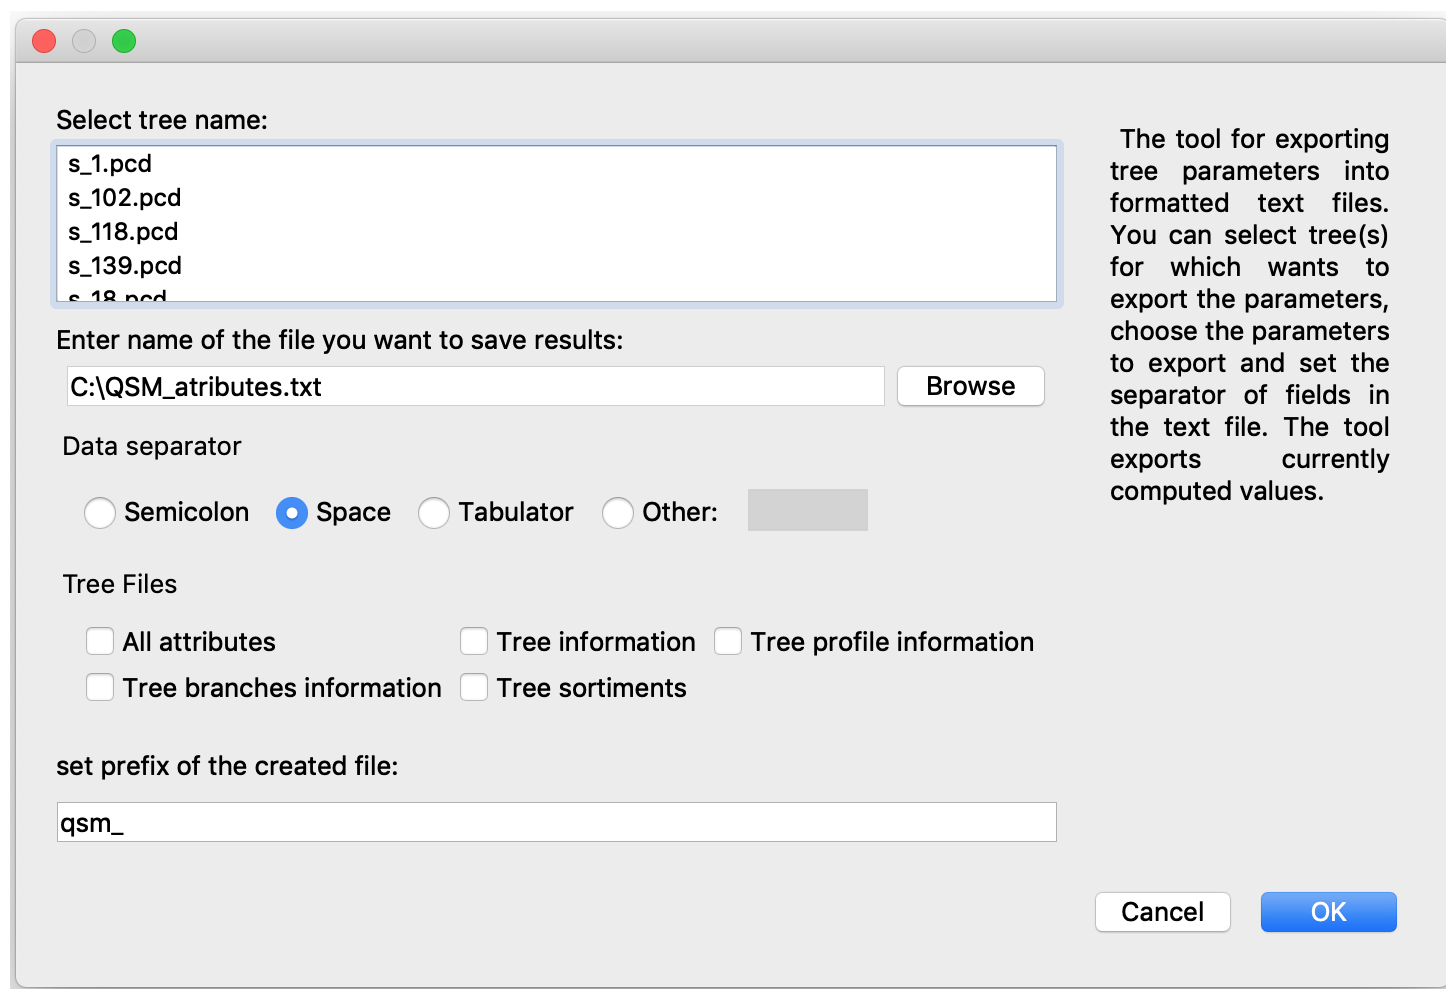 Select tree name:
s_1.pcd
s_102.pcd
s_118.pcd
s_139.pcd
s_18.pcd
Enter name of the file you want to save results:
C:\QSM_atributes.txt
Browse
Data separator
Semicolon Space Tabulator Other:
Tree Files
All attributes Tree information Tree profile information
Tree branches information Tree sortiments
set prefix of the created file:
qsm_
The tool for exporting
tree parameters into
formatted text files.
You can select tree(s)
for which wants to
export the parameters,
choose the parameters
to export and set the
separator of fields in
the text file. The tool
exports currently
computed values.
Cancel OK